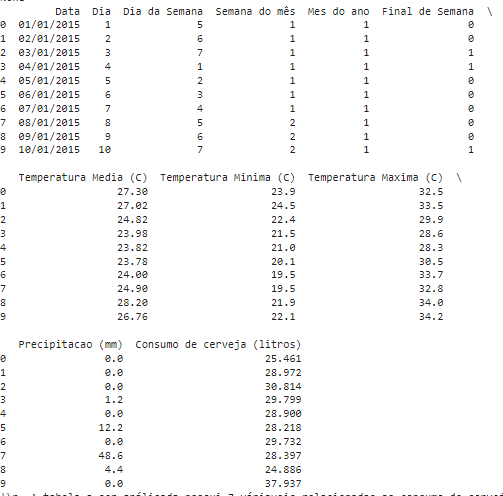 Data Dia Dia da Semana Semana do mês Mes do ano Final de Semana \
0 01/01/2015 1 5 1 1 0
1 02/01/2015 2 6 1 1 0
2 03/01/2015 3 7 1 1 1
3 04/01/2015 4 1 1 1 1
4 05/01/2015 5 2 1 1 0
5 06/01/2015 6 3 1 1 0
6 07/01/2015 7 4 1 1 0
7 08/01/2015 8 5 2 1 0
8 09/01/2015 9 6 2 1 0
9 10/01/2015 10 7 2 1 1
Temperatura Media (C) Temperatura Minima (C) Temperatura Maxima (C) \
0 27.30 23.9 32.5
1 27.02 24.5 33.5
2 24.82 22.4 29.9
3 23.98 21.5 28.6
4 23.82 21.0 28.3
5 23.78 20.1 30.5
6 24.00 19.5 33.7
7 24.90 19.5 32.8
8 28.20 21.9 34.0
9 26.76 22.1 34.2
Precipitacao (mm) Consumo de cerveja (litros)
0 0.0 25.461
1 0.0 28.972
2 0.0 30.814
3 1.2 29.799
4 0.0 28.900
5 12.2 28.218
6 0.0 29.732
7 48.6 28.397
8 4.4 24.886
9 0.0 37.937